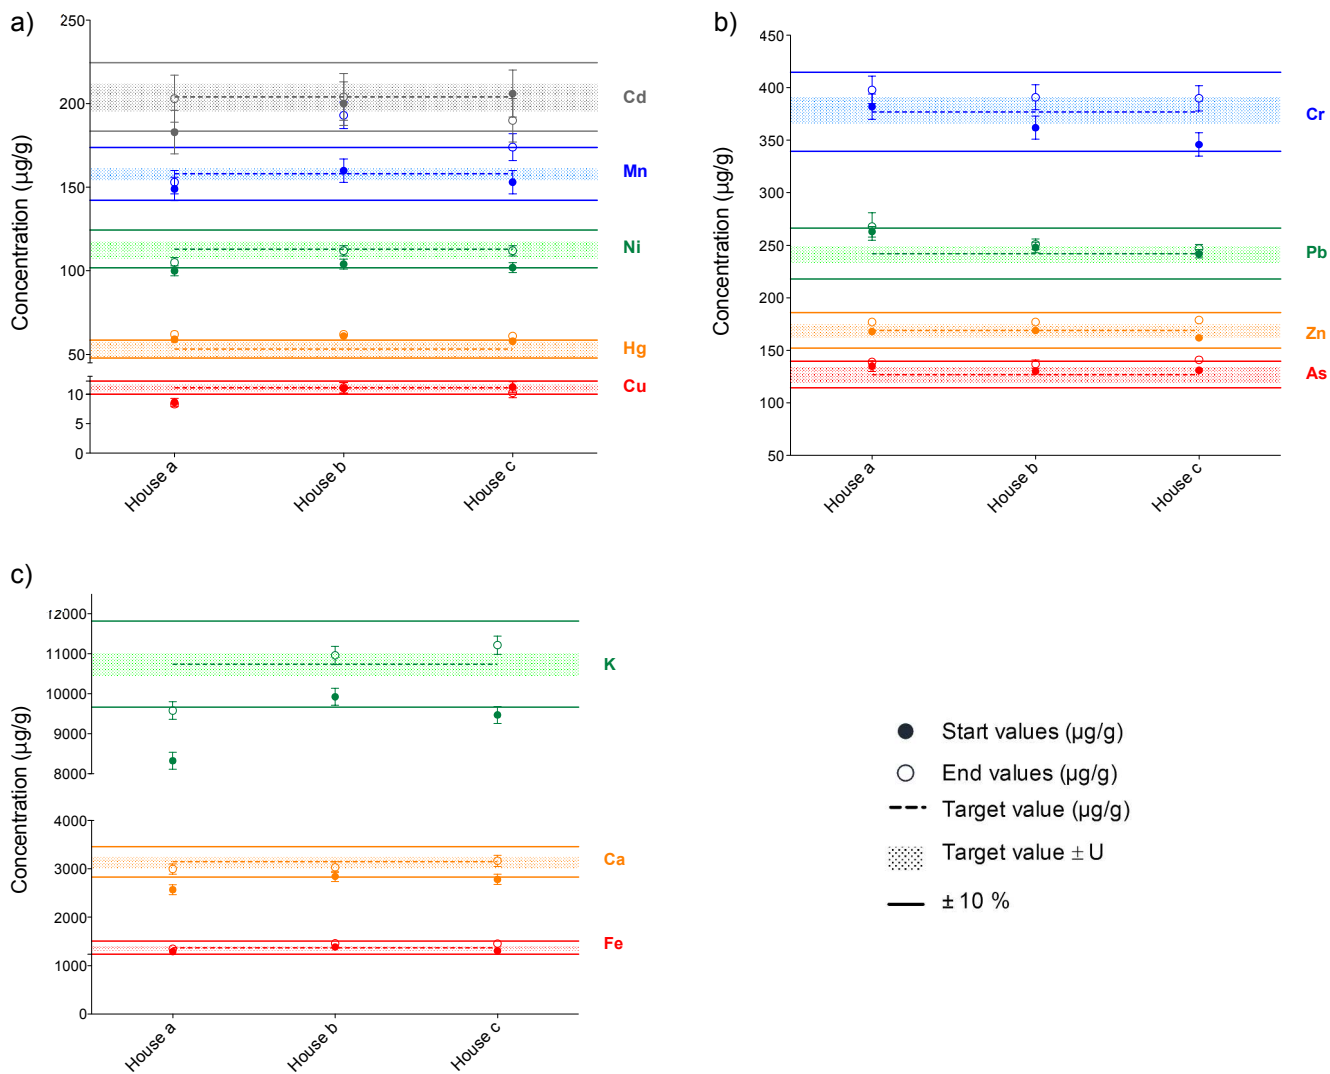 a)
Concentration (µg/g)
250
200
150
100
50
10
5
0
Cd
Mn
Ni
Hg
Cu
House a
House b
House c
b)
Concentration (µg/g)
450
400
350
300
250
200
150
100
50
Cr
Pb
Zn
As
House a
House b
House c
c)
Concentration (µg/g)
12000
11000
10000
9000
8000
4000
3000
2000
1000
0
K
Ca
Fe
House a
House b
House c
Start values (µg/g)
End values (µg/g)
Target value (µg/g)
Target value ± U
± 10 %